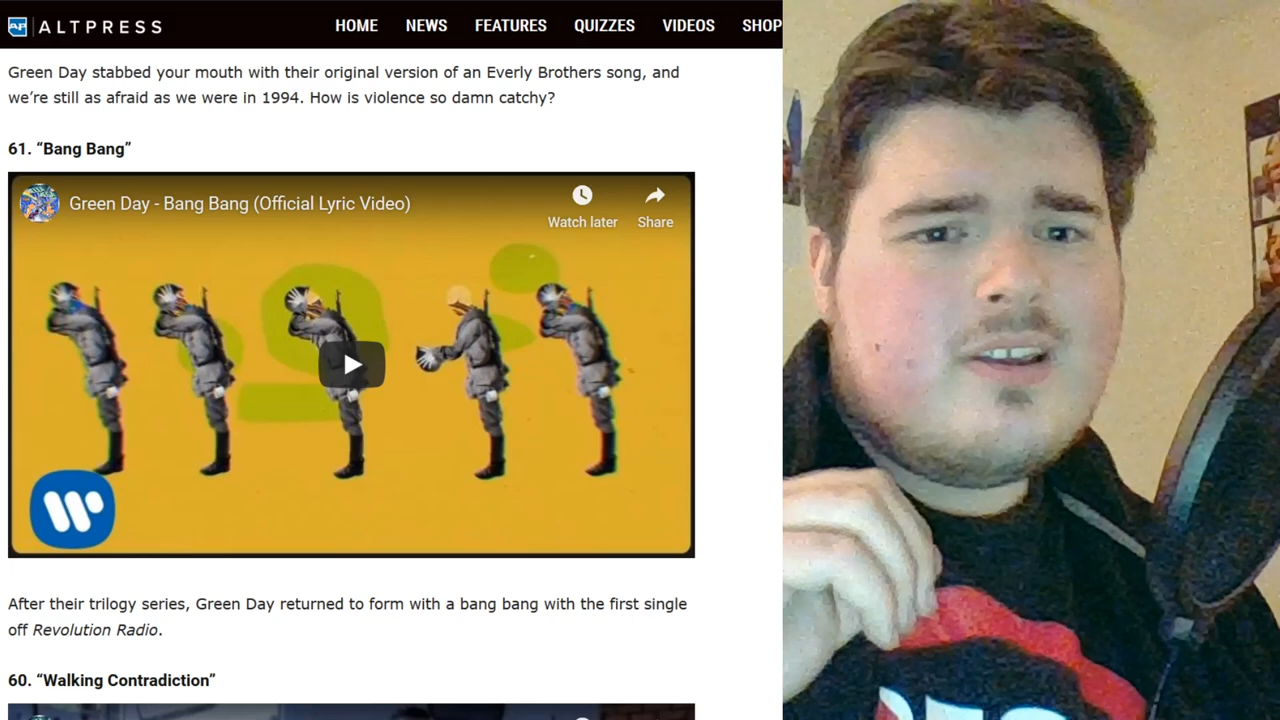 AP ALTPRESS HOME NEWS FEATURES QUIZZES VIDEOS SHOP
Green Day stabbed your mouth with their original version of an Everly Brothers song, and
we’re still as afraid as we were in 1994. How is violence so damn catchy?
61. “Bang Bang”
Green Day - Bang Bang (Official Lyric Video)
Watch later Share
After their trilogy series, Green Day returned to form with a bang bang with the first single
off Revolution Radio.
60. “Walking Contradiction”